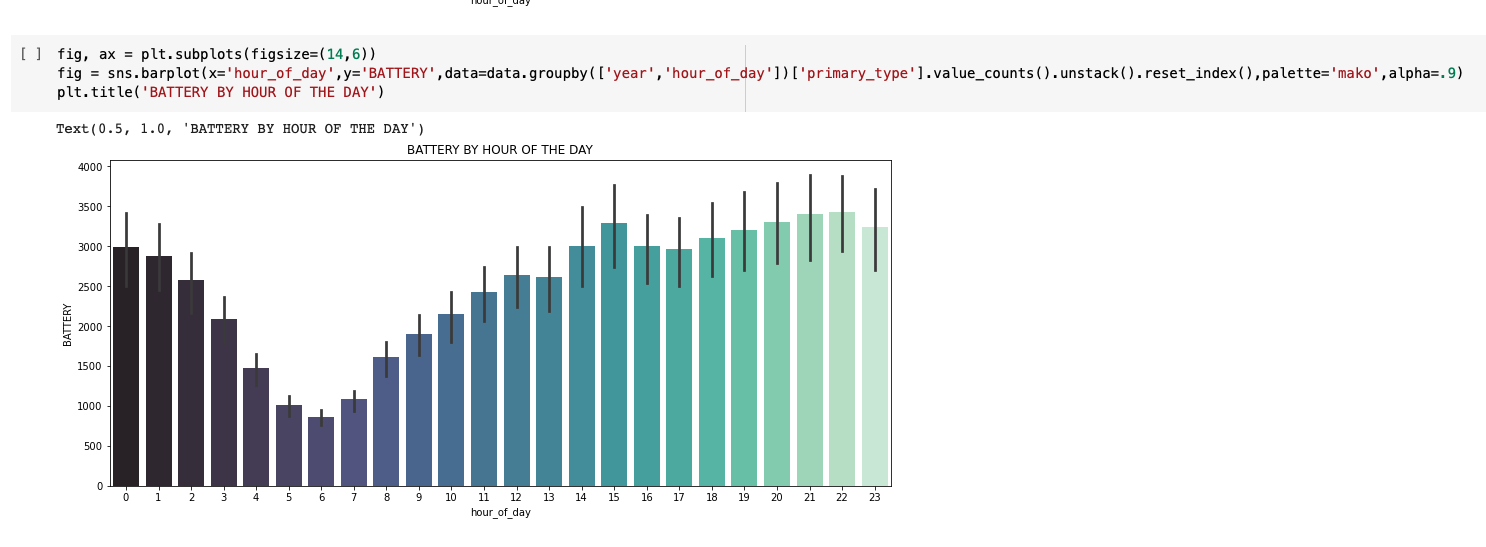 hour_of_day
[ ] fig, ax = plt.subplots(figsize=(14,6))
fig = sns.barplot(x='hour_of_day',y='BATTERY',data=data.groupby(['year','hour_of_day'])['primary_type'].value_counts().unstack().reset_index(),palette='mako',alpha=.9)
plt.title('BATTERY BY HOUR OF THE DAY')
Text(0.5, 1.0, 'BATTERY BY HOUR OF THE DAY')
BATTERY BY HOUR OF THE DAY
4000
3500
3000
2500
2000
1500
1000
500
0
BATTERY
0 1 2 3 4 5 6 7 8 9 10 11 12 13 14 15 16 17 18 19 20 21 22 23
hour_of_day